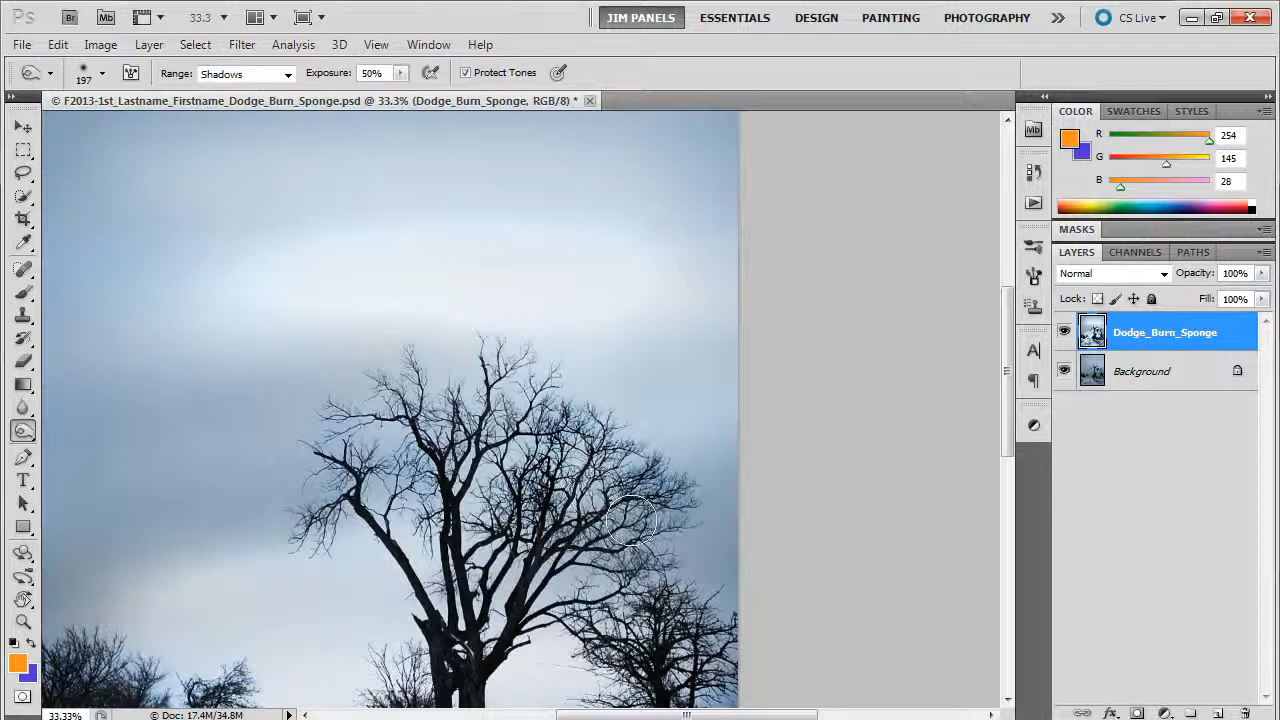 Ps Br Mb 33.3 JIM PANELS ESSENTIALS DESIGN PAINTING PHOTOGRAPHY CS Live
File Edit Image Layer Select Filter Analysis 3D View Window Help
197 Range: Shadows Exposure: 50% Protect Tones
© F2013-1st_Lastname_Firstname_Dodge_Burn_Sponge.psd @ 33.3% (Dodge_Burn_Sponge, RGB/8) *
COLOR SWATCHES STYLES
R 254
G 145
B 28
MASKS
LAYERS CHANNELS PATHS
Normal Opacity: 100%
Lock: Fill: 100%
Dodge_Burn_Sponge
Background
Mb
A
T
fx
33.33% © Doc: 17.4M/34.8M